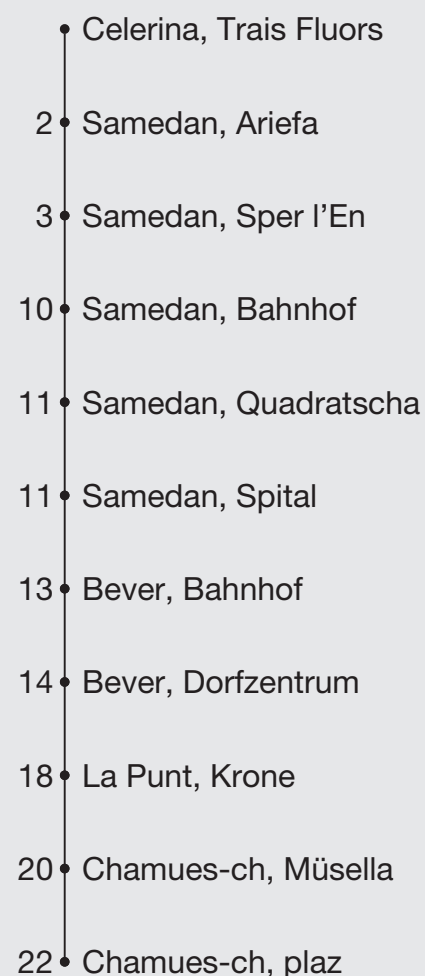 Celerina, Trais Fluors
2 Samedan, Ariefa
3 Samedan, Sper l’En
10 Samedan, Bahnhof
11 Samedan, Quadratscha
11 Samedan, Spital
13 Bever, Bahnhof
14 Bever, Dorfzentrum
18 La Punt, Krone
20 Chamues-ch, Müsella
22 Chamues-ch, plaz